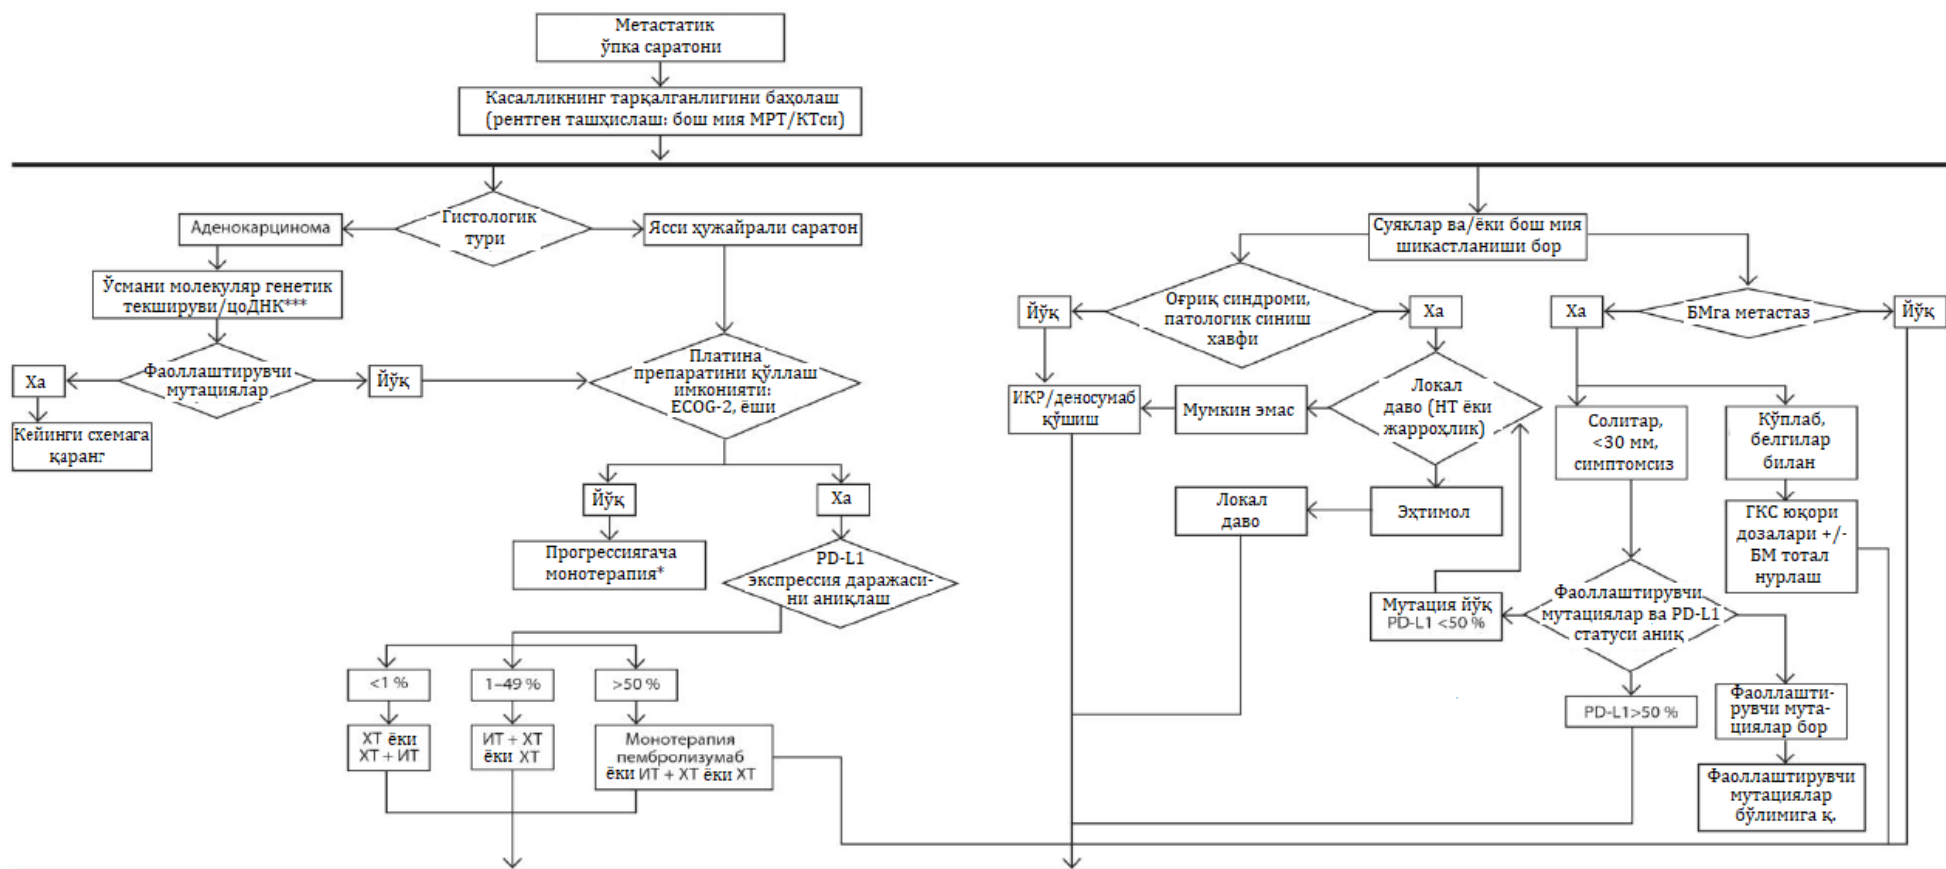 Метастатик
ўпка саратони
Касалликнинг тарқалганлигини баҳолаш
(рентген ташҳислаш: бош мия МРТ/КТси)
Гистологик
тури
Аденокарцинома
Ясси ҳужайрали саратон
Ўсмани молекуляр генетик
текшируви/цоДНК***
Фаоллаштирувчи
мутациялар
Ха
Йўқ
Кейинги схемага
қаранг
Платина
препаратини қўллаш
имконияти:
ECOG-2, ёши
Йўқ
Ха
Прогрессиягача
монотерапия*
PD-L1
экспрессия даражаси-
ни аниқлаш
<1 %
1–49 %
>50 %
ХТ ёки
ХТ + ИТ
ИТ + ХТ
ёки ХТ
Монотерапия
пембролизумаб
ёки ИТ + ХТ ёки ХТ
Суяклар ва/ёки бош мия
шикастланиши бор
Оғриқ синдроми,
патологик синиш
хавфи
Йўқ
Ха
ИКР/деносумаб
қўшиш
Мумкин эмас
Локал
даво (НТ ёки
жарроҳлик)
Локал
даво
Эҳтимол
БМга метастаз
Ха
Йўқ
Солитар,
<30 мм,
симптомсиз
Кўплаб,
белгилар
билан
ГКС юқори
дозалари +/-
БМ тотал
нурлаш
Фаоллаштирувчи
мутациялар ва PD-L1
статуси аниқ
Мутация йўқ
PD-L1 <50 %
PD-L1>50 %
Фаоллашти-
рувчи мута-
циялар бор
Фаоллаштирувчи
мутациялар
бўлимига қ.